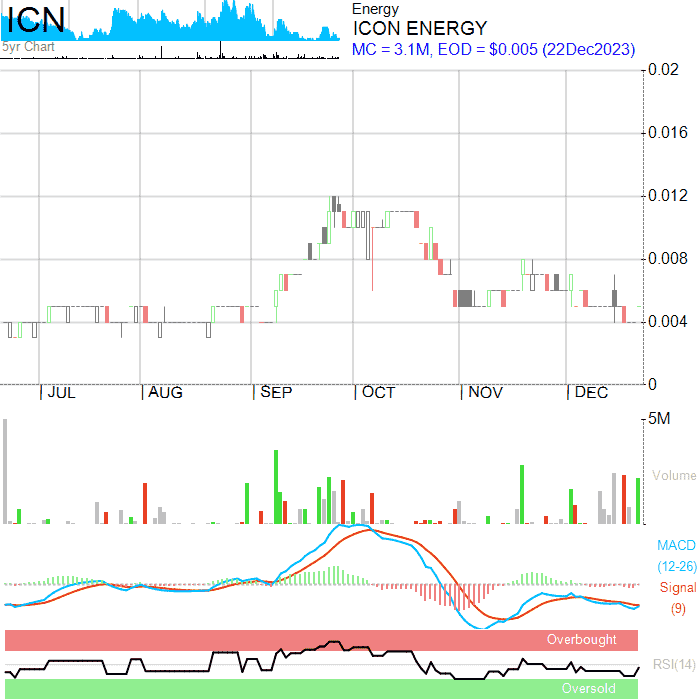 ICN
5yr Chart
Energy
ICON ENERGY
MC = 3.1M, EOD = $0.005 (22Dec2023)
0.02
0.016
0.012
0.008
0.004
0
JUL AUG SEP OCT NOV DEC
5M
Volume
MACD
(12-26)
Signal
(9)
Overbought
RSI(14)
Oversold